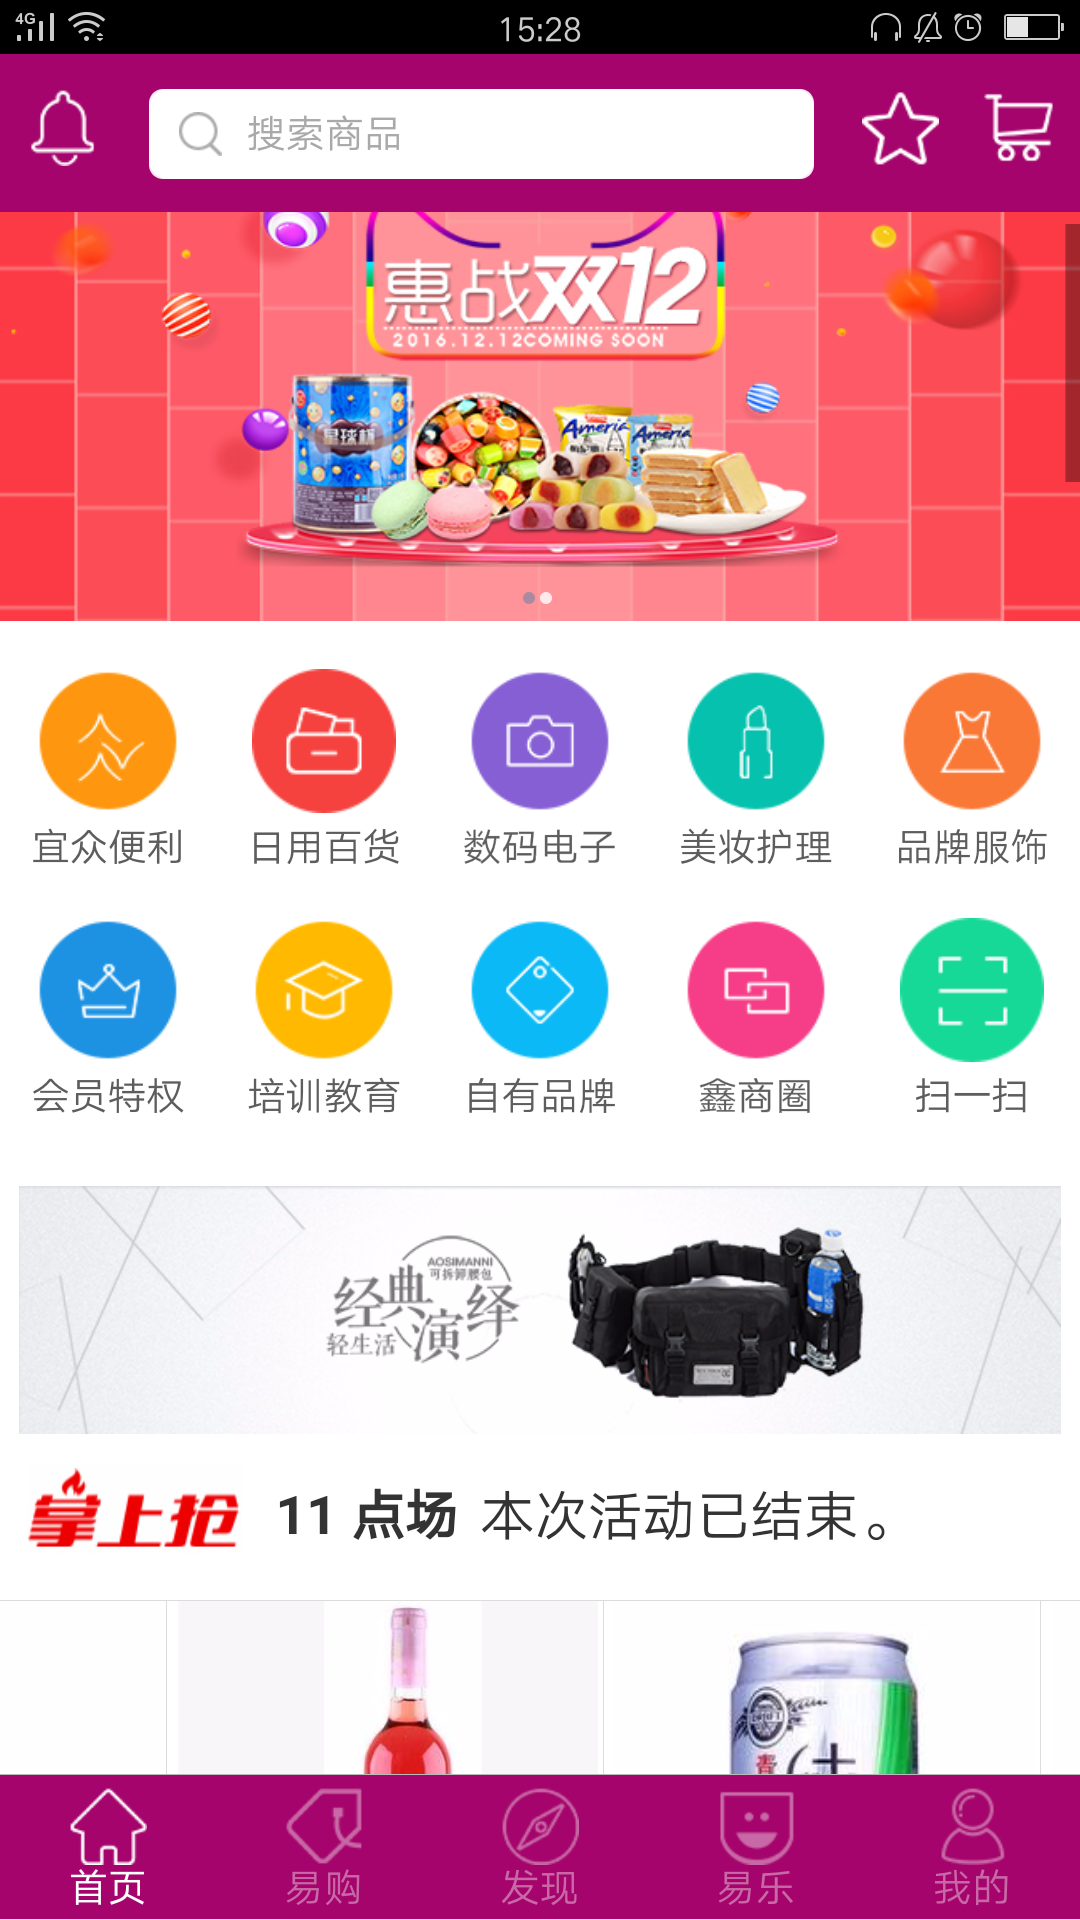 4G
15:28
搜索商品
惠战双12
2016.12.12COMING SOON
星球杯
Ameria Ameria
宜众便利 日用百货 数码电子 美妆护理 品牌服饰
会员特权 培训教育 自有品牌 鑫商圈 扫一扫
AOSIMANNI
可拆卸腰包
经典演绎
轻生活
掌上抢 11 点场 本次活动已结束。
青
首页 易购 发现 易乐 我的